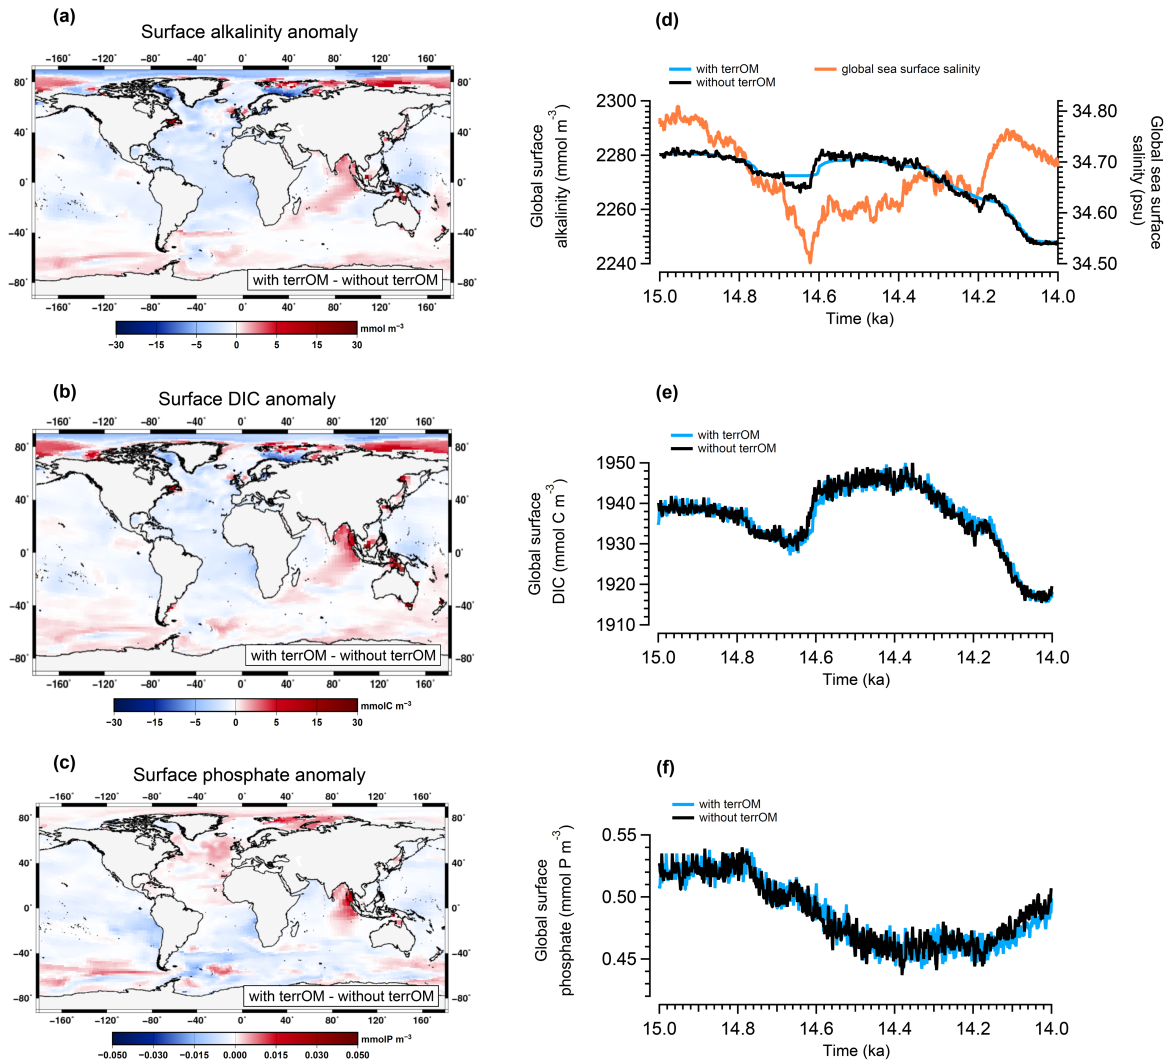 (a)
Surface alkalinity anomaly
−160˚ −120˚ −80˚ −40˚ 0˚ 40˚ 80˚ 120˚ 160˚
80˚ 80˚
40˚ 40˚
0˚ 0˚
−40˚ −40˚
−80˚ −80˚
with terrOM - without terrOM
−160˚ −120˚ −80˚ −40˚ 0˚ 40˚ 80˚ 120˚ 160˚
mmol m−3
−30 −15 −5 0 5 15 30
(d)
with terrOM
without terrOM
global sea surface salinity
Global surface
alkalinity (mmol m−3)
2300
2280
2260
2240
34.80
34.70
34.60
34.50
Global sea surface
salinity (psu)
15.0 14.8 14.6 14.4 14.2 14.0
Time (ka)
(b)
Surface DIC anomaly
−160˚ −120˚ −80˚ −40˚ 0˚ 40˚ 80˚ 120˚ 160˚
80˚ 80˚
40˚ 40˚
0˚ 0˚
−40˚ −40˚
−80˚ −80˚
with terrOM - without terrOM
−160˚ −120˚ −80˚ −40˚ 0˚ 40˚ 80˚ 120˚ 160˚
mmolC m−3
−30 −15 −5 0 5 15 30
(e)
with terrOM
without terrOM
Global surface
DIC (mmol C m−3)
1950
1940
1930
1920
1910
15.0 14.8 14.6 14.4 14.2 14.0
Time (ka)
(c)
Surface phosphate anomaly
−160˚ −120˚ −80˚ −40˚ 0˚ 40˚ 80˚ 120˚ 160˚
80˚ 80˚
40˚ 40˚
0˚ 0˚
−40˚ −40˚
−80˚ −80˚
with terrOM - without terrOM
−160˚ −120˚ −80˚ −40˚ 0˚ 40˚ 80˚ 120˚ 160˚
mmolP m−3
−0.050 −0.030 −0.015 0.000 0.015 0.030 0.050
(f)
with terrOM
without terrOM
Global surface
phosphate (mmol P m−3)
0.55
0.50
0.45
15.0 14.8 14.6 14.4 14.2 14.0
Time (ka)